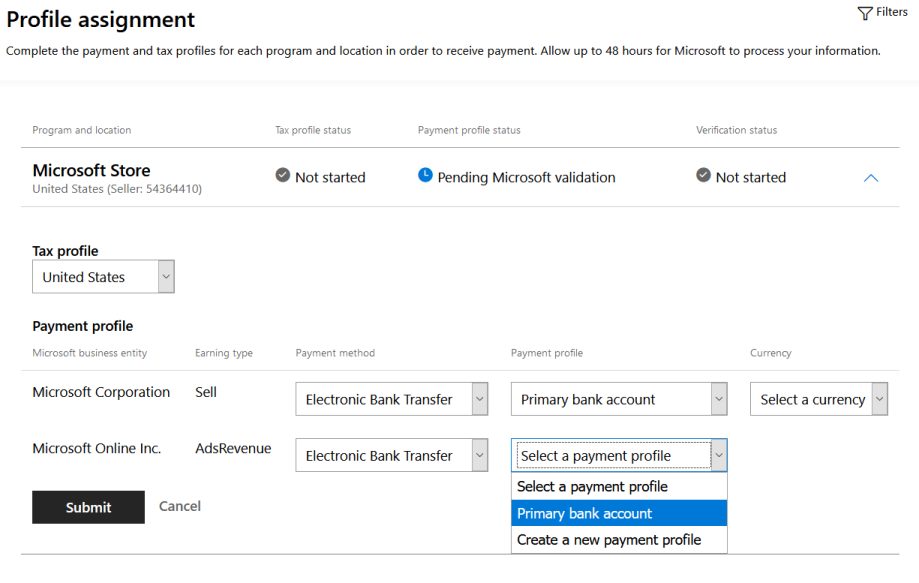 Profile assignment
Filters
Complete the payment and tax profiles for each program and location in order to receive payment. Allow up to 48 hours for Microsoft to process your information.
Program and location
Tax profile status
Payment profile status
Verification status
Microsoft Store
United States (Seller: 54364410)
Not started
Pending Microsoft validation
Not started
Tax profile
United States
Payment profile
Microsoft business entity
Earning type
Payment method
Payment profile
Currency
Microsoft Corporation
Sell
Electronic Bank Transfer
Primary bank account
Select a currency
Microsoft Online Inc.
AdsRevenue
Electronic Bank Transfer
Select a payment profile
Select a payment profile
Primary bank account
Create a new payment profile
Submit
Cancel